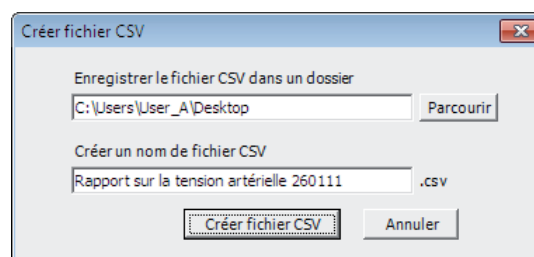 Créer fichier CSV
Enregistrer le fichier CSV dans un dossier
C:\Users\User_A\Desktop
Parcourir
Créer un nom de fichier CSV
Rapport sur la tension artérielle 260111
.csv
Créer fichier CSV
Annuler